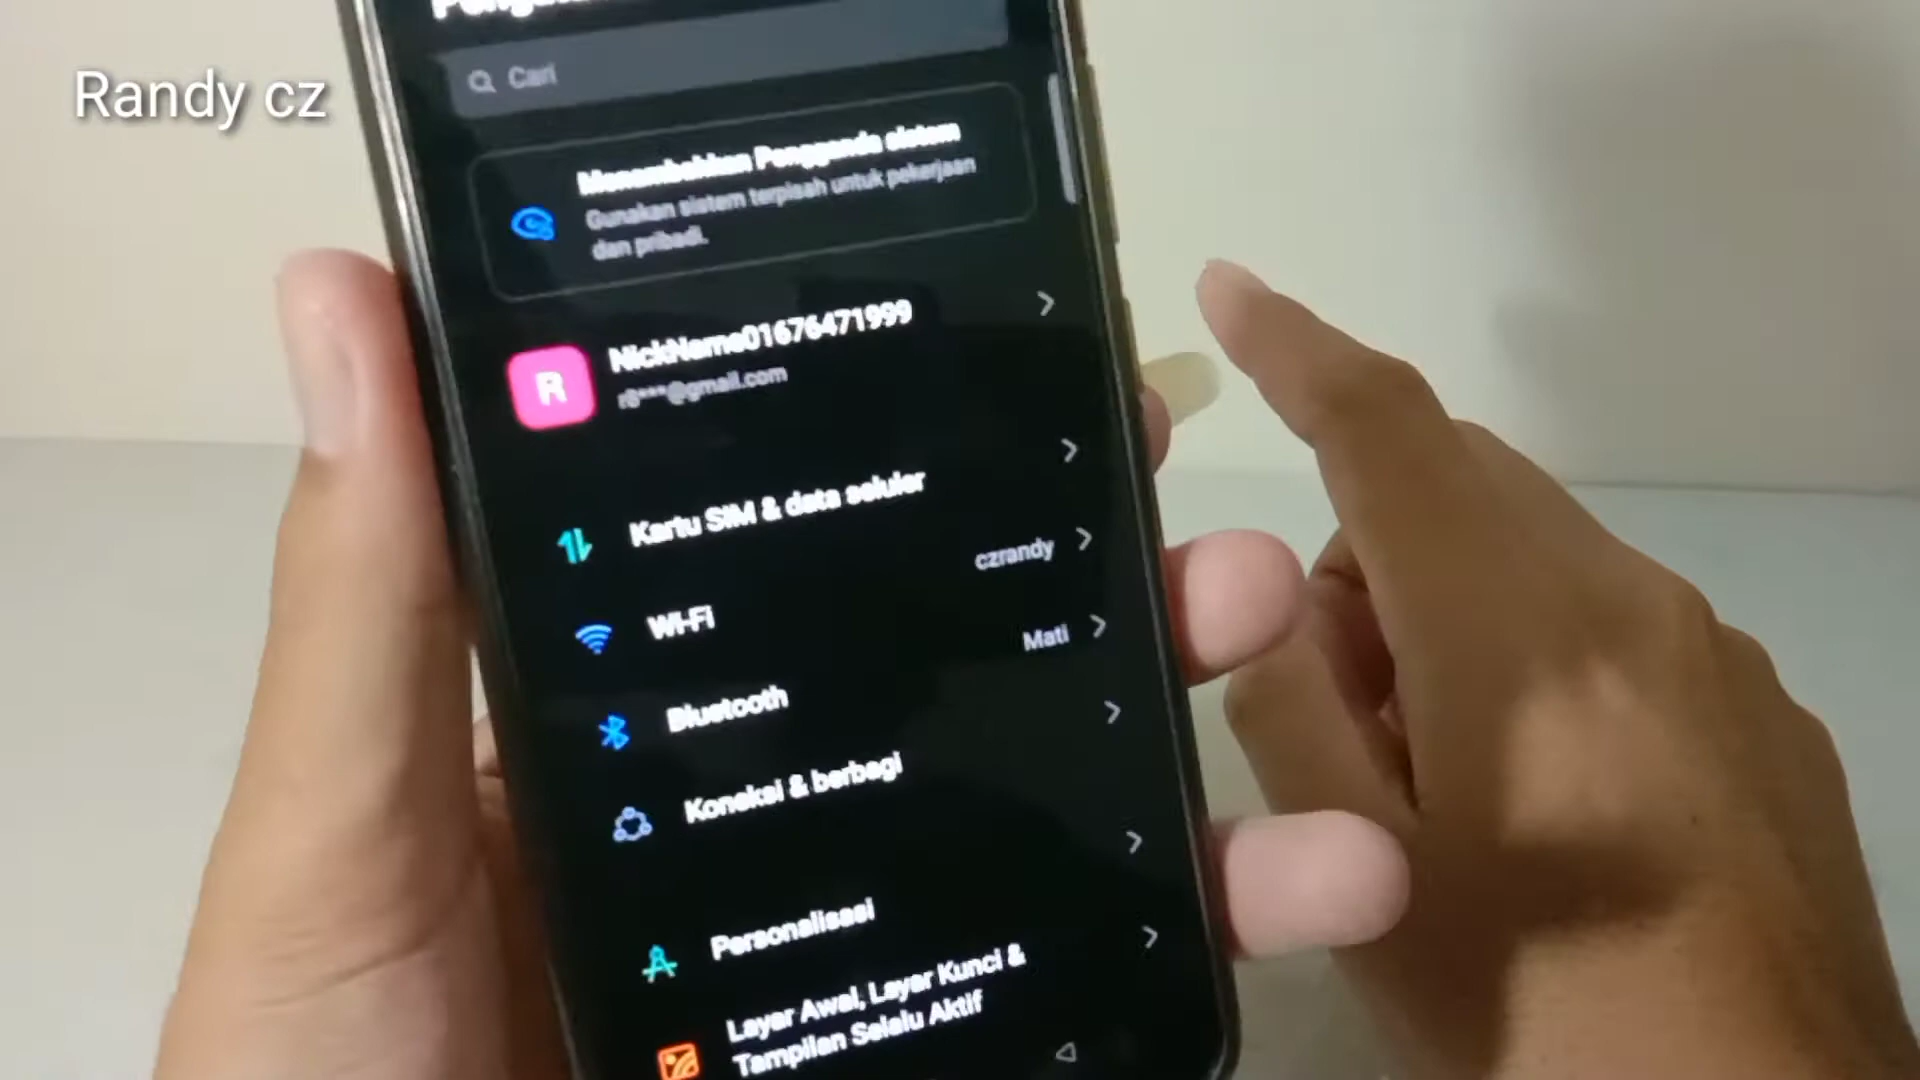 Randy cz
Cari
Menambahkan Pengganda sistem
Gunakan sistem terpisah untuk pekerjaan
dan pribadi.
R
NickName01676471999
r8***@gmail.com
Kartu SIM & data seluler
Wi-Fi
czrandy
Bluetooth
Mati
Koneksi & berbagi
Personalisasi
Layar Awal, Layar Kunci &
Tampilan Selalu Aktif